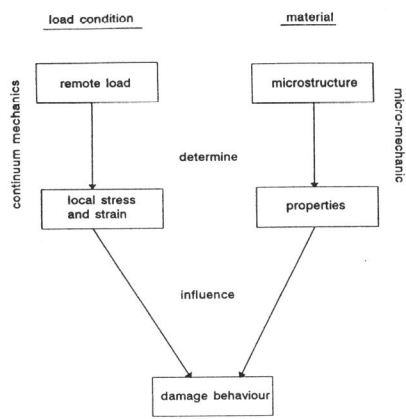 load condition
material
remote load
microstructure
continuum mechanics
micro-mechanic
determine
local stress
and strain
properties
influence
damage behaviour